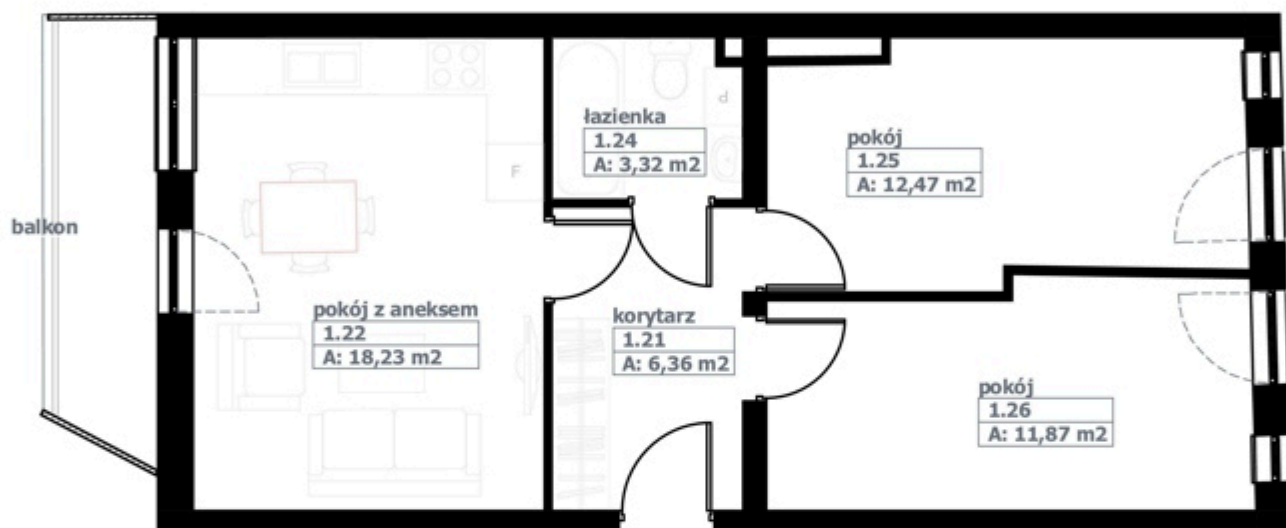 balkon
pokój z aneksem
1.22
A: 18,23 m2
F
łazienka
1.24
A: 3,32 m2
d
korytarz
1.21
A: 6,36 m2
pokój
1.25
A: 12,47 m2
pokój
1.26
A: 11,87 m2